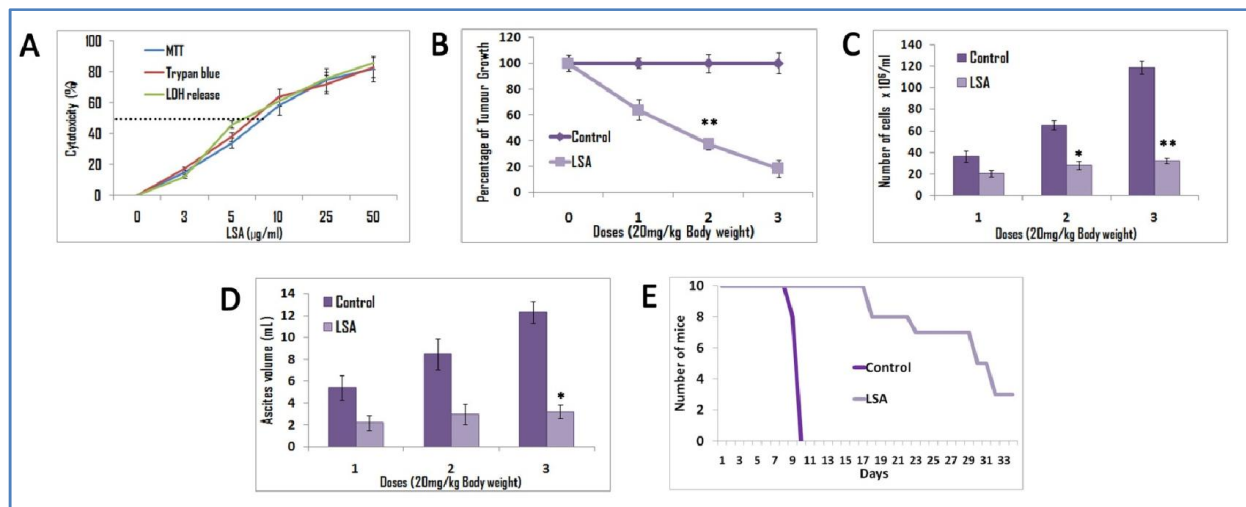 A
100
80
60
40
20
0
Cytotoxicity (%)
MTT
Trypan blue
LDH release
0 3 5 10 25 50
LSA (µg/ml)
B
120
100
80
60
40
20
0
Percentage of Tumour Growth
Control
LSA
**
0 1 2 3
Doses (20mg/kg Body weight)
C
140
120
100
80
60
40
20
0
Number of cells x 10⁶/ml
Control
LSA
*
**
1 2 3
Doses (20mg/kg Body weight)
D
14
12
10
8
6
4
2
0
Ascites volume (mL)
Control
LSA
*
1 2 3
Doses (20mg/kg Body weight)
E
10
8
6
4
2
0
Number of mice
Control
LSA
1 3 5 7 9 11 13 15 17 19 21 23 25 27 29 31 33
Days